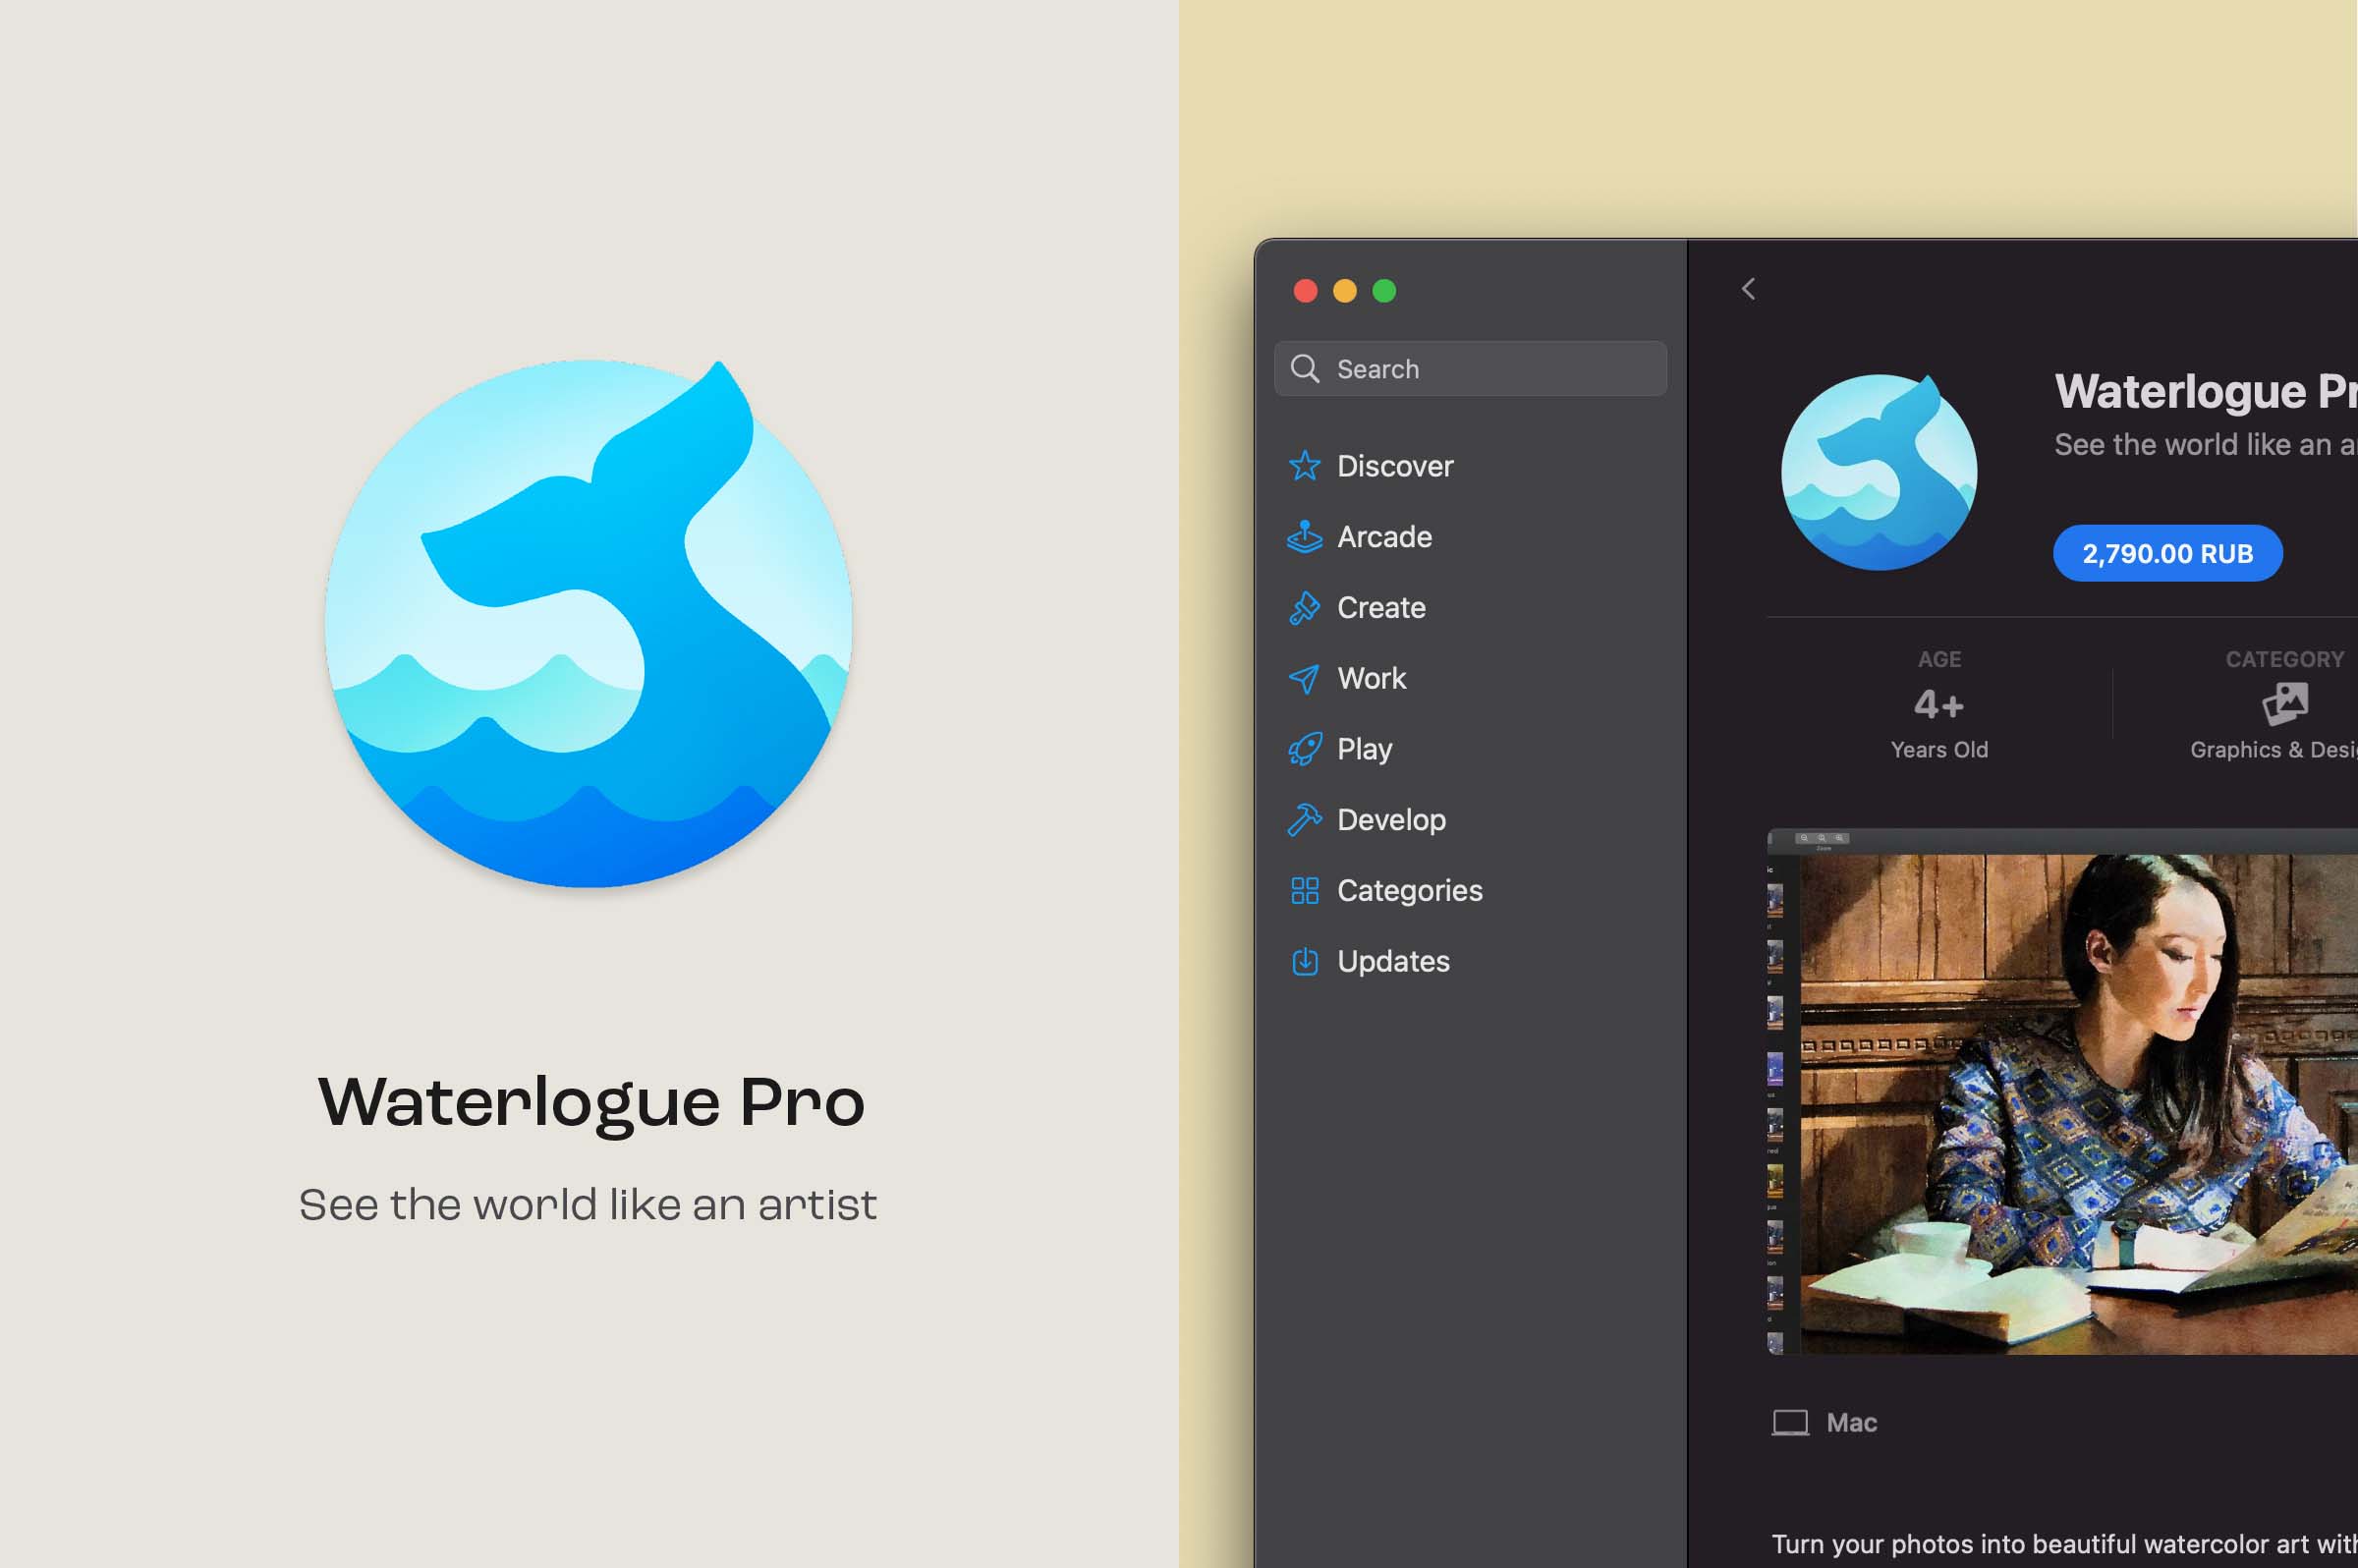 Waterlogue Pro
See the world like an artist
Search
Discover
Arcade
Create
Work
Play
Develop
Categories
Updates
Waterlogue Pr
See the world like an a
2,790.00 RUB
AGE
4+
Years Old
CATEGORY
Graphics & Desi
Zoom
Mac
Turn your photos into beautiful watercolor art with